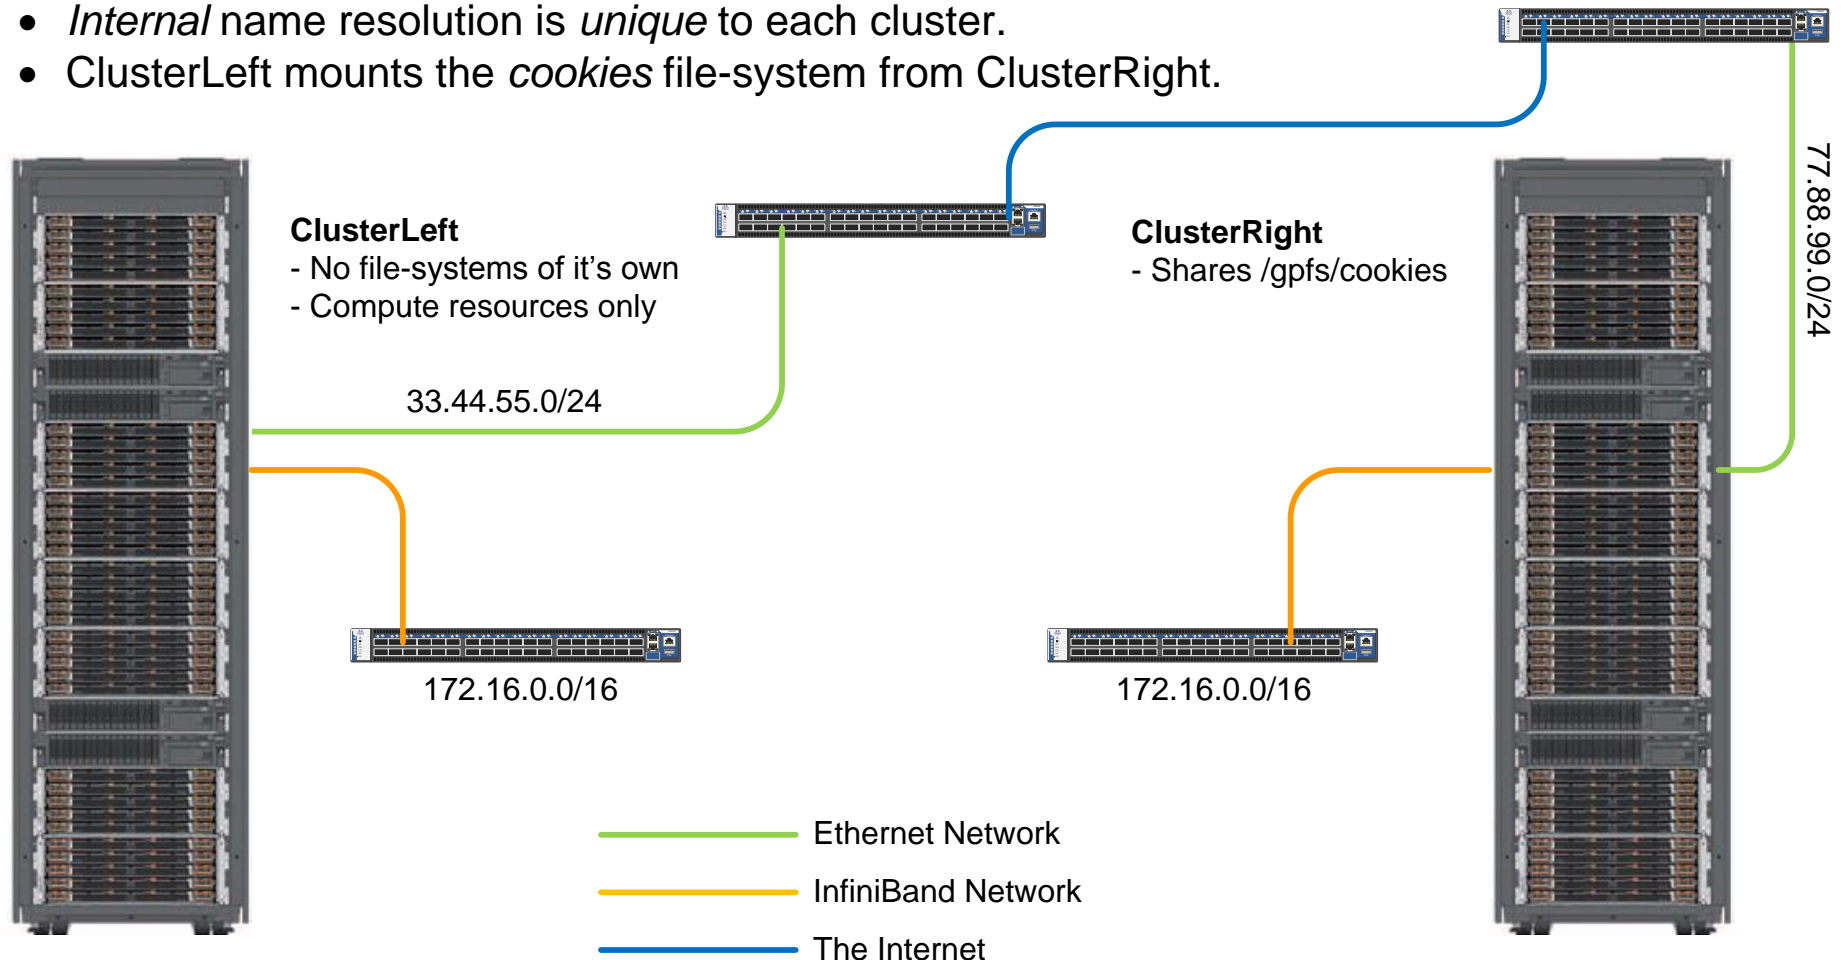 • Internal name resolution is unique to each cluster.
• ClusterLeft mounts the cookies file-system from ClusterRight.
77.88.99.0/24
ClusterLeft
- No file-systems of it's own
- Compute resources only
ClusterRight
- Shares /gpfs/cookies
33.44.55.0/24
172.16.0.0/16
172.16.0.0/16
Ethernet Network
InfiniBand Network
The Internet